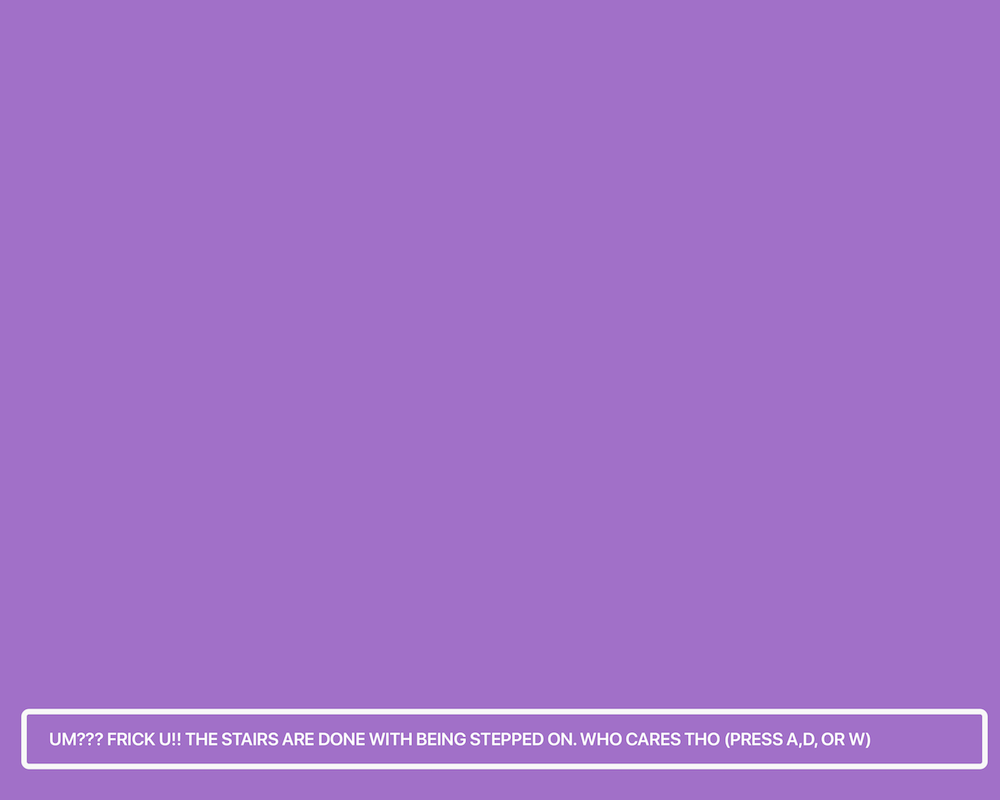 UM??? FRICK U!! THE STAIRS ARE DONE WITH BEING STEPPED ON. WHO CARES THO (PRESS A,D, OR W)